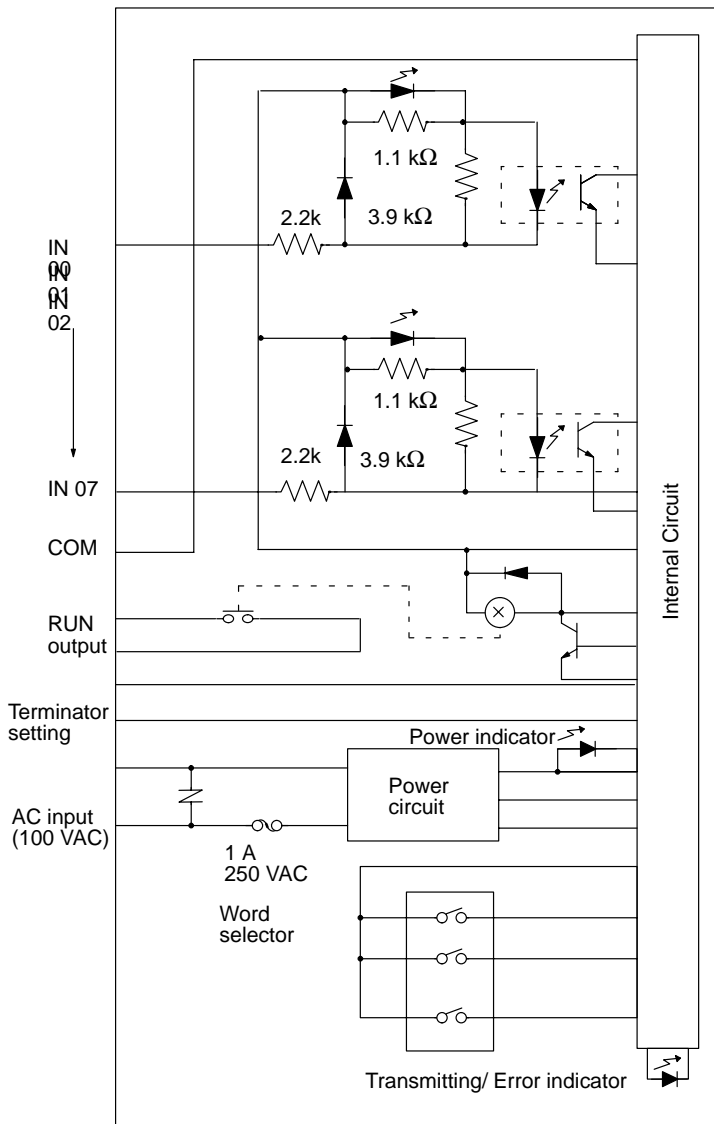 1.1 kΩ
2.2k
3.9 kΩ
IN
00
IN
01
IN
02
1.1 kΩ
2.2k
3.9 kΩ
IN 07
COM
Internal Circuit
RUN
output
Terminator
setting
Power indicator
Power
circuit
AC input
(100 VAC)
1 A
250 VAC
Word
selector
Transmitting/ Error indicator